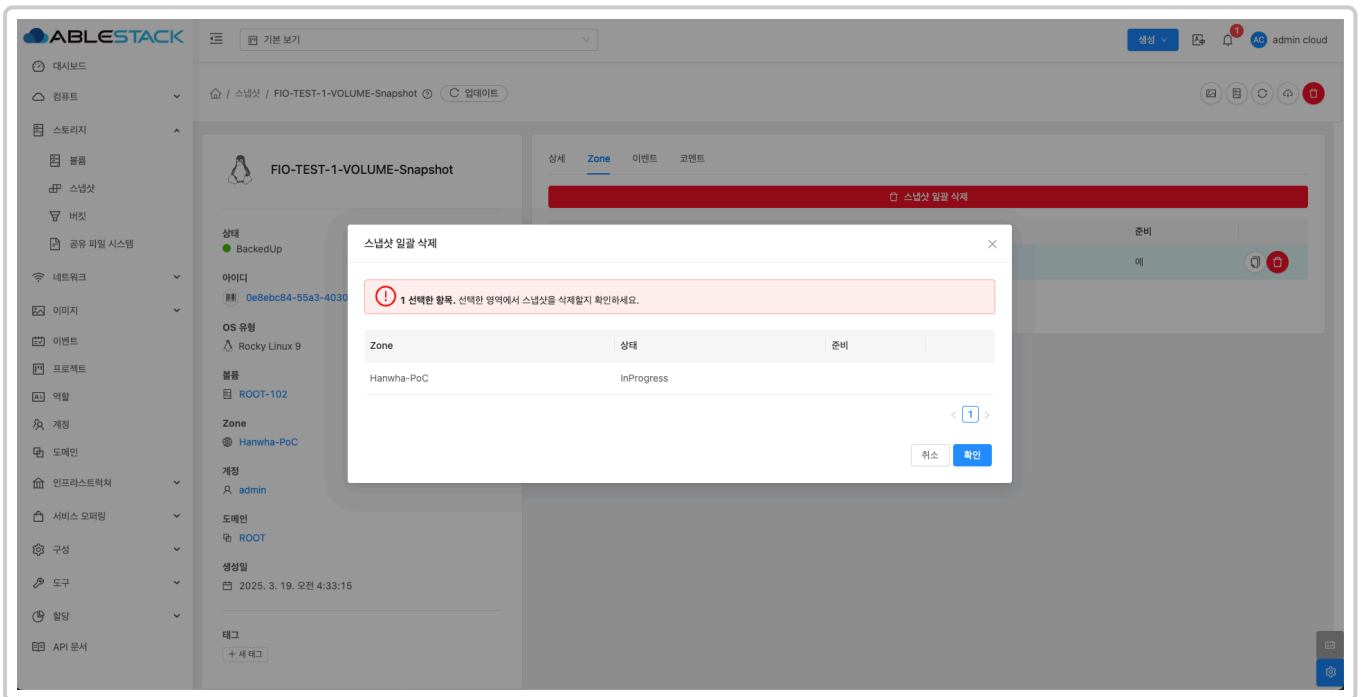 ABLESTACK
기본 보기
생성
1
AC
admin cloud
대시보드
컴퓨트
스토리지
볼륨
스냅샷
버킷
공유 파일 시스템
네트워크
이미지
이벤트
프로젝트
역할
계정
도메인
인프라스트럭쳐
서비스 오퍼링
구성
도구
할당
API 문서
/ 스냅샷 / FIO-TEST-1-VOLUME-Snapshot
업데이트
FIO-TEST-1-VOLUME-Snapshot
상태
BackedUp
아이디
0e8ebc84-55a3-4030
OS 유형
Rocky Linux 9
볼륨
ROOT-102
Zone
Hanwha-PoC
계정
admin
도메인
ROOT
생성일
2025. 3. 19. 오전 4:33:15
태그
+ 새 태그
상세 Zone 이벤트 코멘트
스냅샷 일괄 삭제
준비
예
스냅샷 일괄 삭제
1 선택한 항목. 선택한 영역에서 스냅샷을 삭제할지 확인하세요.
Zone 상태 준비
Hanwha-PoC InProgress
< 1 >
취소 확인